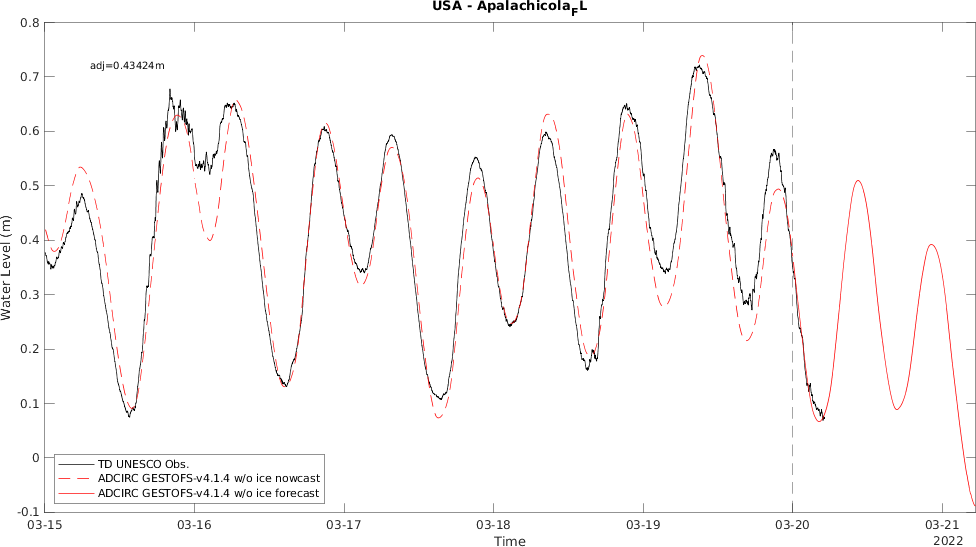 USA - Apalachicola_FL
0.8
0.7
adj=0.43424m
0.6
0.5
0.4
0.3
0.2
0.1
0
-0.1
Water Level (m)
TD UNESCO Obs.
ADCIRC GESTOFS-v4.1.4 w/o ice nowcast
ADCIRC GESTOFS-v4.1.4 w/o ice forecast
03-15 03-16 03-17 03-18 03-19 03-20 03-21
Time 2022